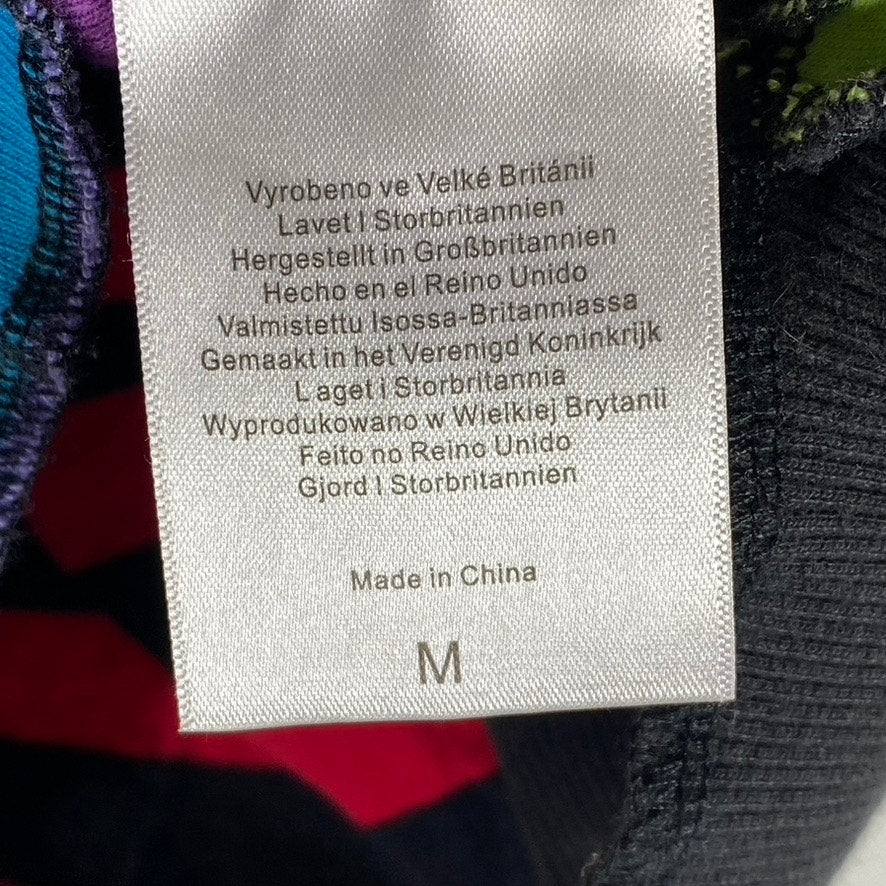 Vyrobeno ve Velké Británii
Lavet I Storbritannien
Hergestellt in Großbritannien
Hecho en el Reino Unido
Valmistettu Isossa-Britanniassa
Gemaakt in het Verenigd Koninkrijk
Laget i Storbritannia
Wyprodukowano w Wielkiej Brytanii
Feito no Reino Unido
Gjord I Storbritannien
Made in China
M